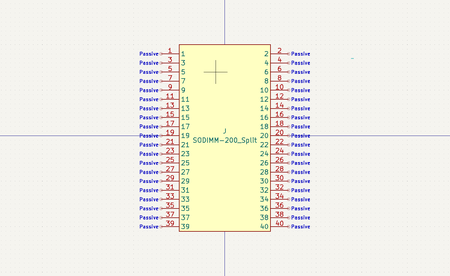 Passive 1 1 2 2 Passive
Passive 3 3 4 4 Passive
Passive 5 5 6 6 Passive
Passive 7 7 8 8 Passive
Passive 9 9 10 10 Passive
Passive 11 11 12 12 Passive
Passive 13 13 14 14 Passive
Passive 15 15 16 16 Passive
Passive 17 17 18 18 Passive
J
Passive 19 19 20 20 Passive
SODIMM-200_Split
Passive 21 21 22 22 Passive
Passive 23 23 24 24 Passive
Passive 25 25 26 26 Passive
Passive 27 27 28 28 Passive
Passive 29 29 30 30 Passive
Passive 31 31 32 32 Passive
Passive 33 33 34 34 Passive
Passive 35 35 36 36 Passive
Passive 37 37 38 38 Passive
Passive 39 39 40 40 Passive